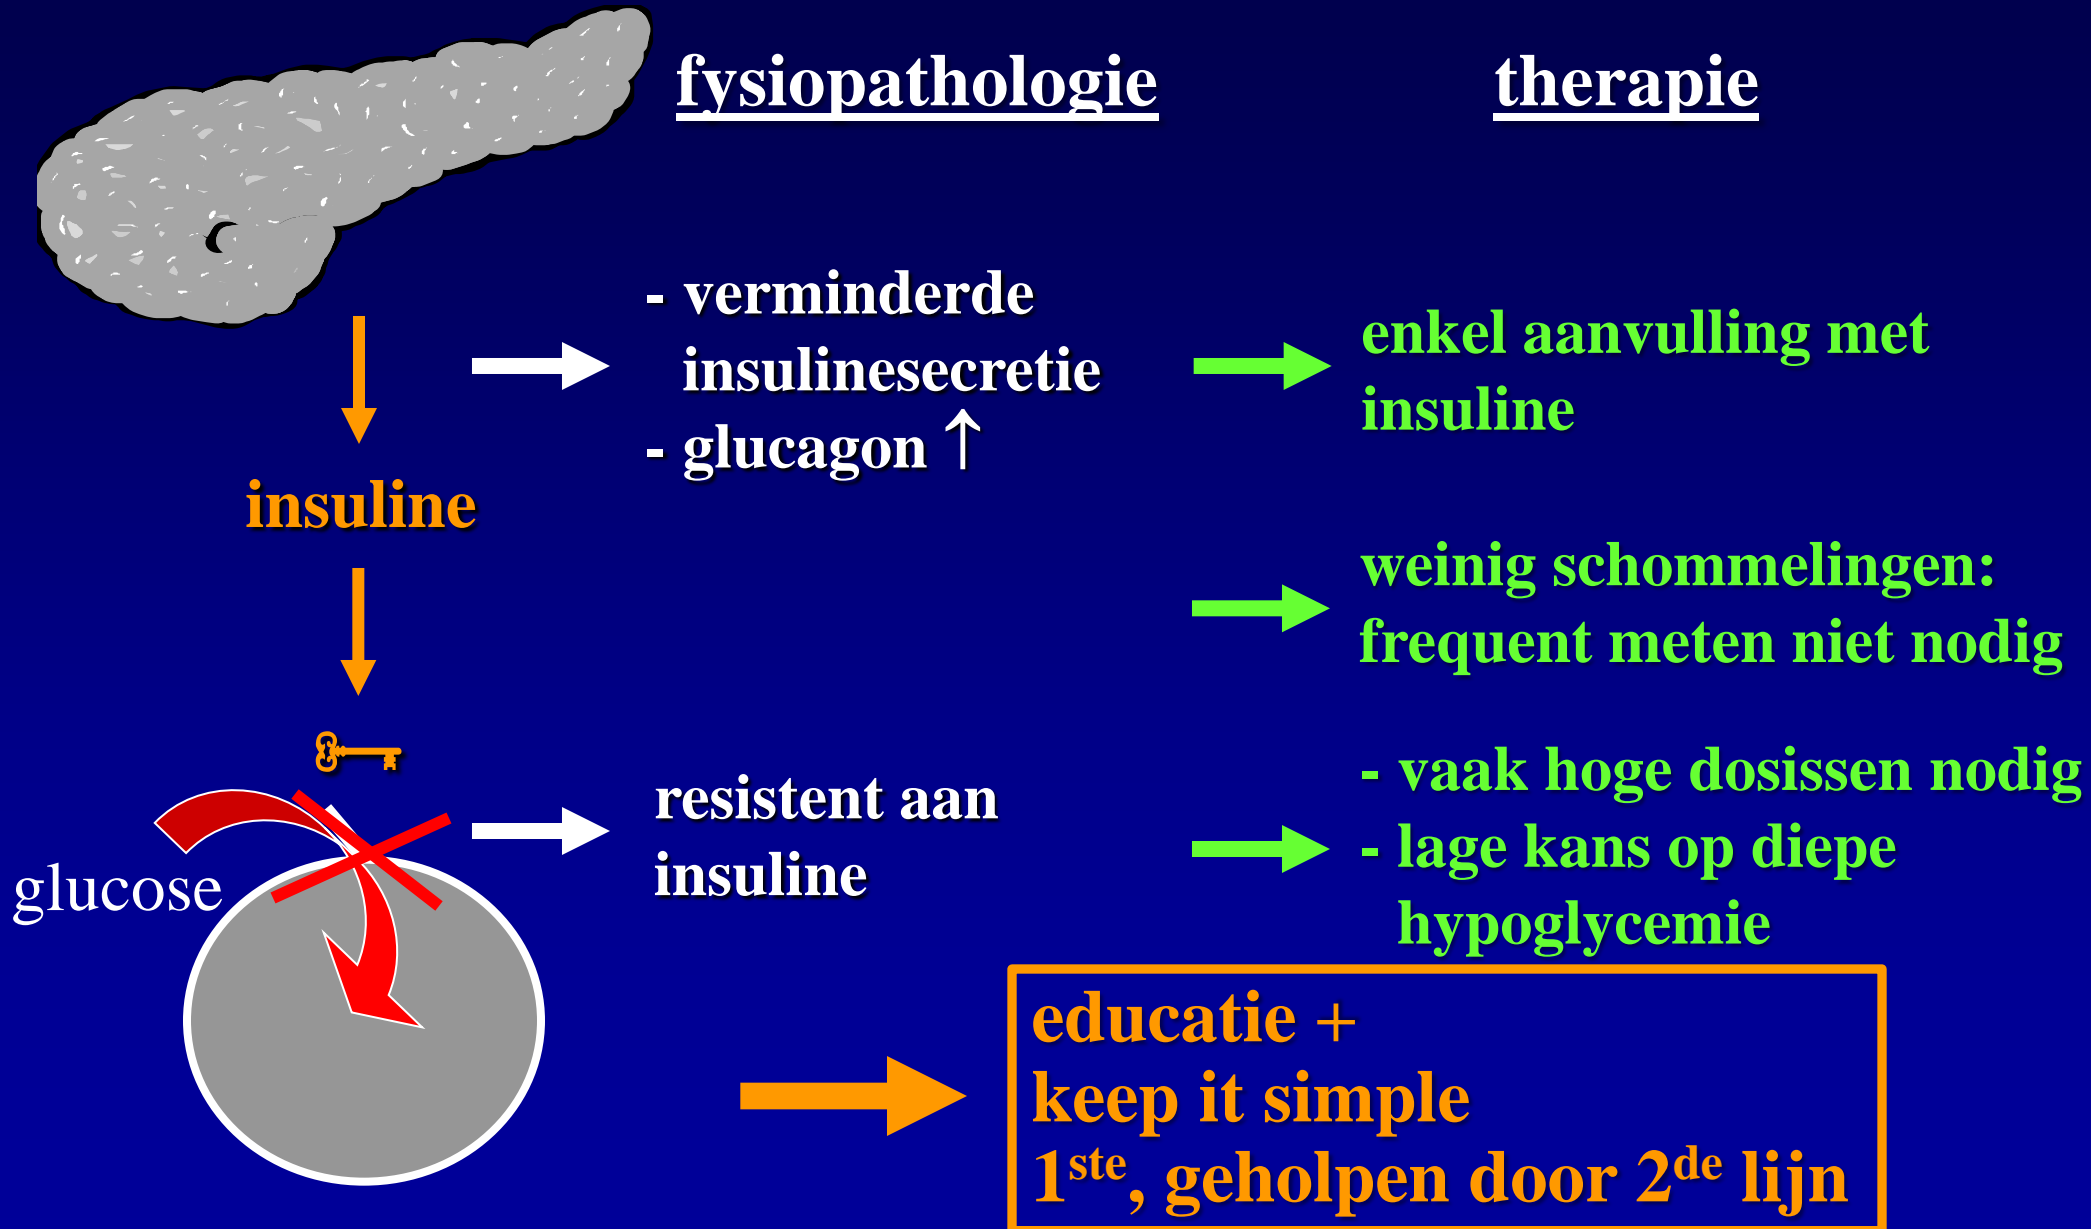 fysiopathologie
therapie
- verminderde
insulinesecretie
- glucagon ↑
enkel aanvulling met
insuline
insuline
weinig schommelingen:
frequent meten niet nodig
glucose
resistent aan
insuline
- vaak hoge dosissen nodig
- lage kans op diepe
hypoglycemie
educatie +
keep it simple
1ste, geholpen door 2de lijn